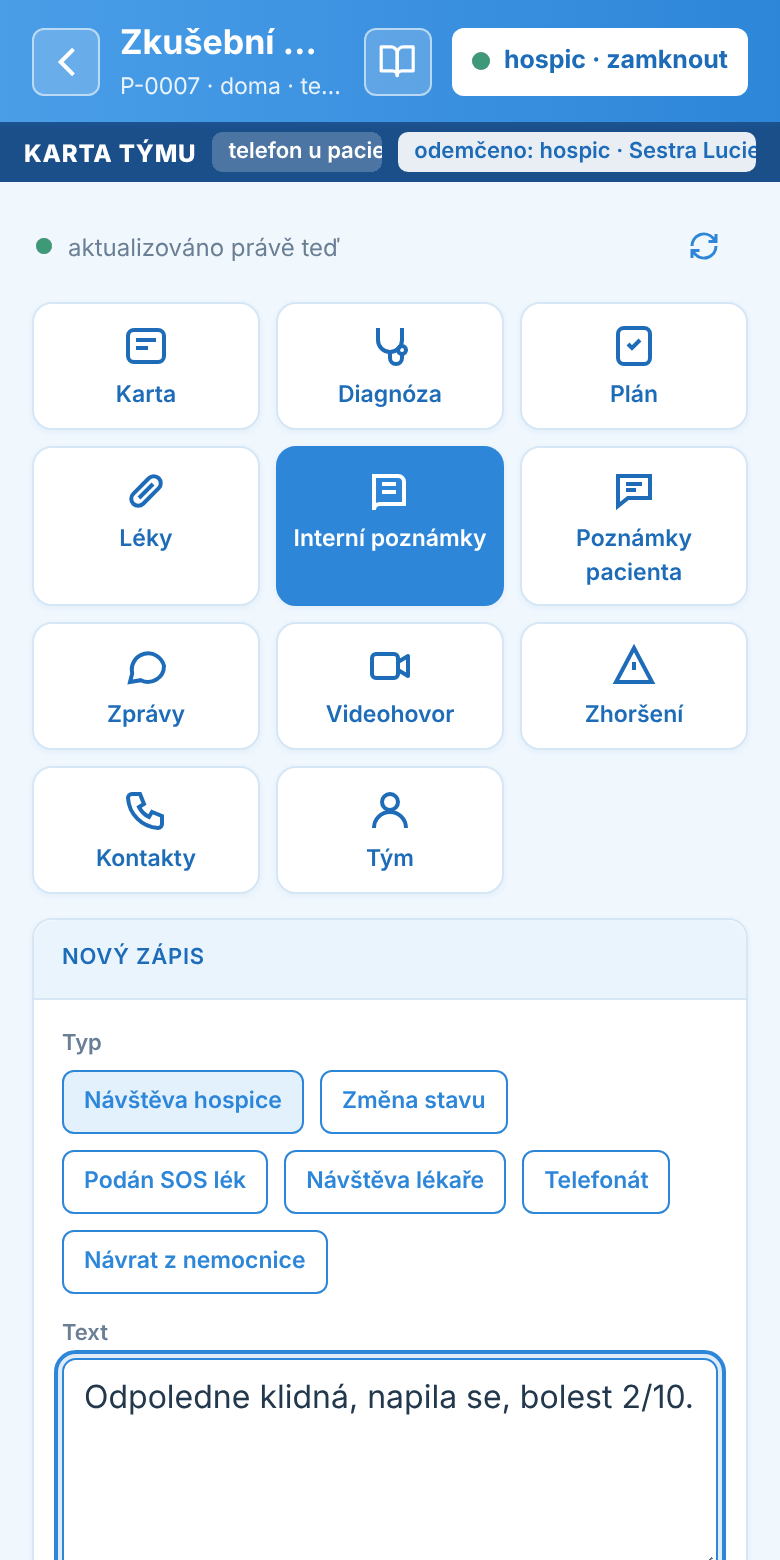 Zkušební ...
P-0007 · doma · te...
hospic · zamknout
KARTA TÝMU
telefon u pacie
odemčeno: hospic · Sestra Lucie
aktualizováno právě teď
Karta
Diagnóza
Plán
Léky
Interní poznámky
Poznámky
pacienta
Zprávy
Videohovor
Zhoršení
Kontakty
Tým
NOVÝ ZÁPIS
Typ
Návštěva hospice
Změna stavu
Podán SOS lék
Návštěva lékaře
Telefonát
Návrat z nemocnice
Text
Odpoledne klidná, napila se, bolest 2/10.